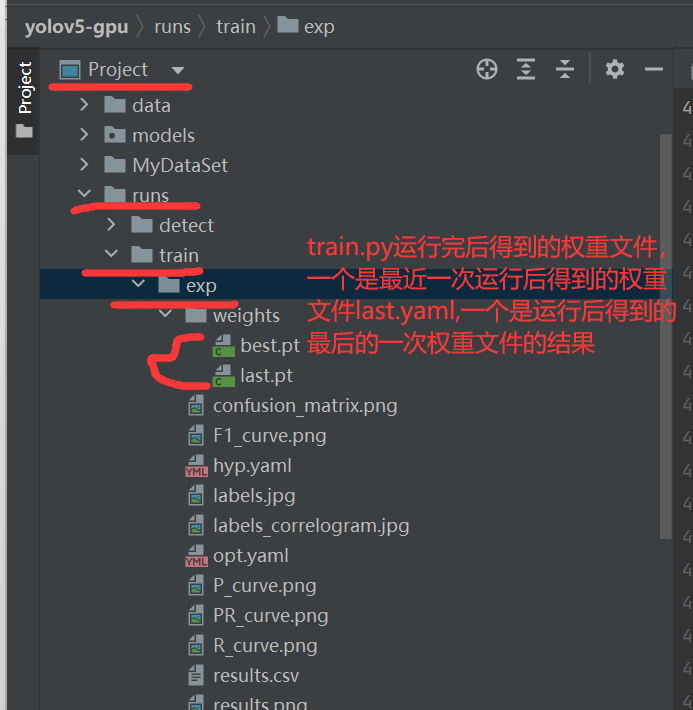 yolov5-gpu 〉 runs 〉 train 〉 exp
Project
Project
data
models
MyDataSet
runs
detect
train
exp
weights
best.pt
last.pt
train.py运行完后得到的权重文件，
一个是最近一次运行后得到的权重
文件last.yaml,一个是运行后得到的
最后的一次权重文件的结果
confusion_matrix.png
F1_curve.png
YML hyp.yaml
labels.jpg
labels_correlogram.jpg
YML opt.yaml
P_curve.png
PR_curve.png
R_curve.png
results.csv
results.png